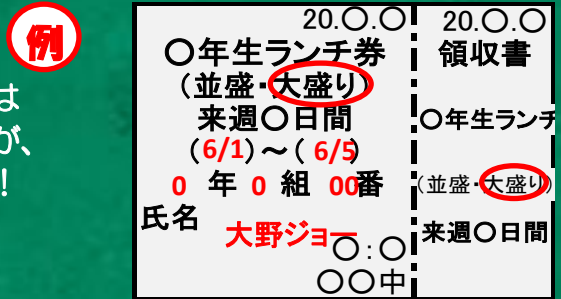 例
は
が、
！
20.〇.〇
〇年生ランチ券
（並盛・大盛り）
来週〇日間
（6/1）～（ 6/5）
0 年 0 組 00番
氏名
大野ジョー
〇：〇
〇〇中
20.〇.〇
領収書
〇年生ランチ
（並盛・大盛り）
来週〇日間